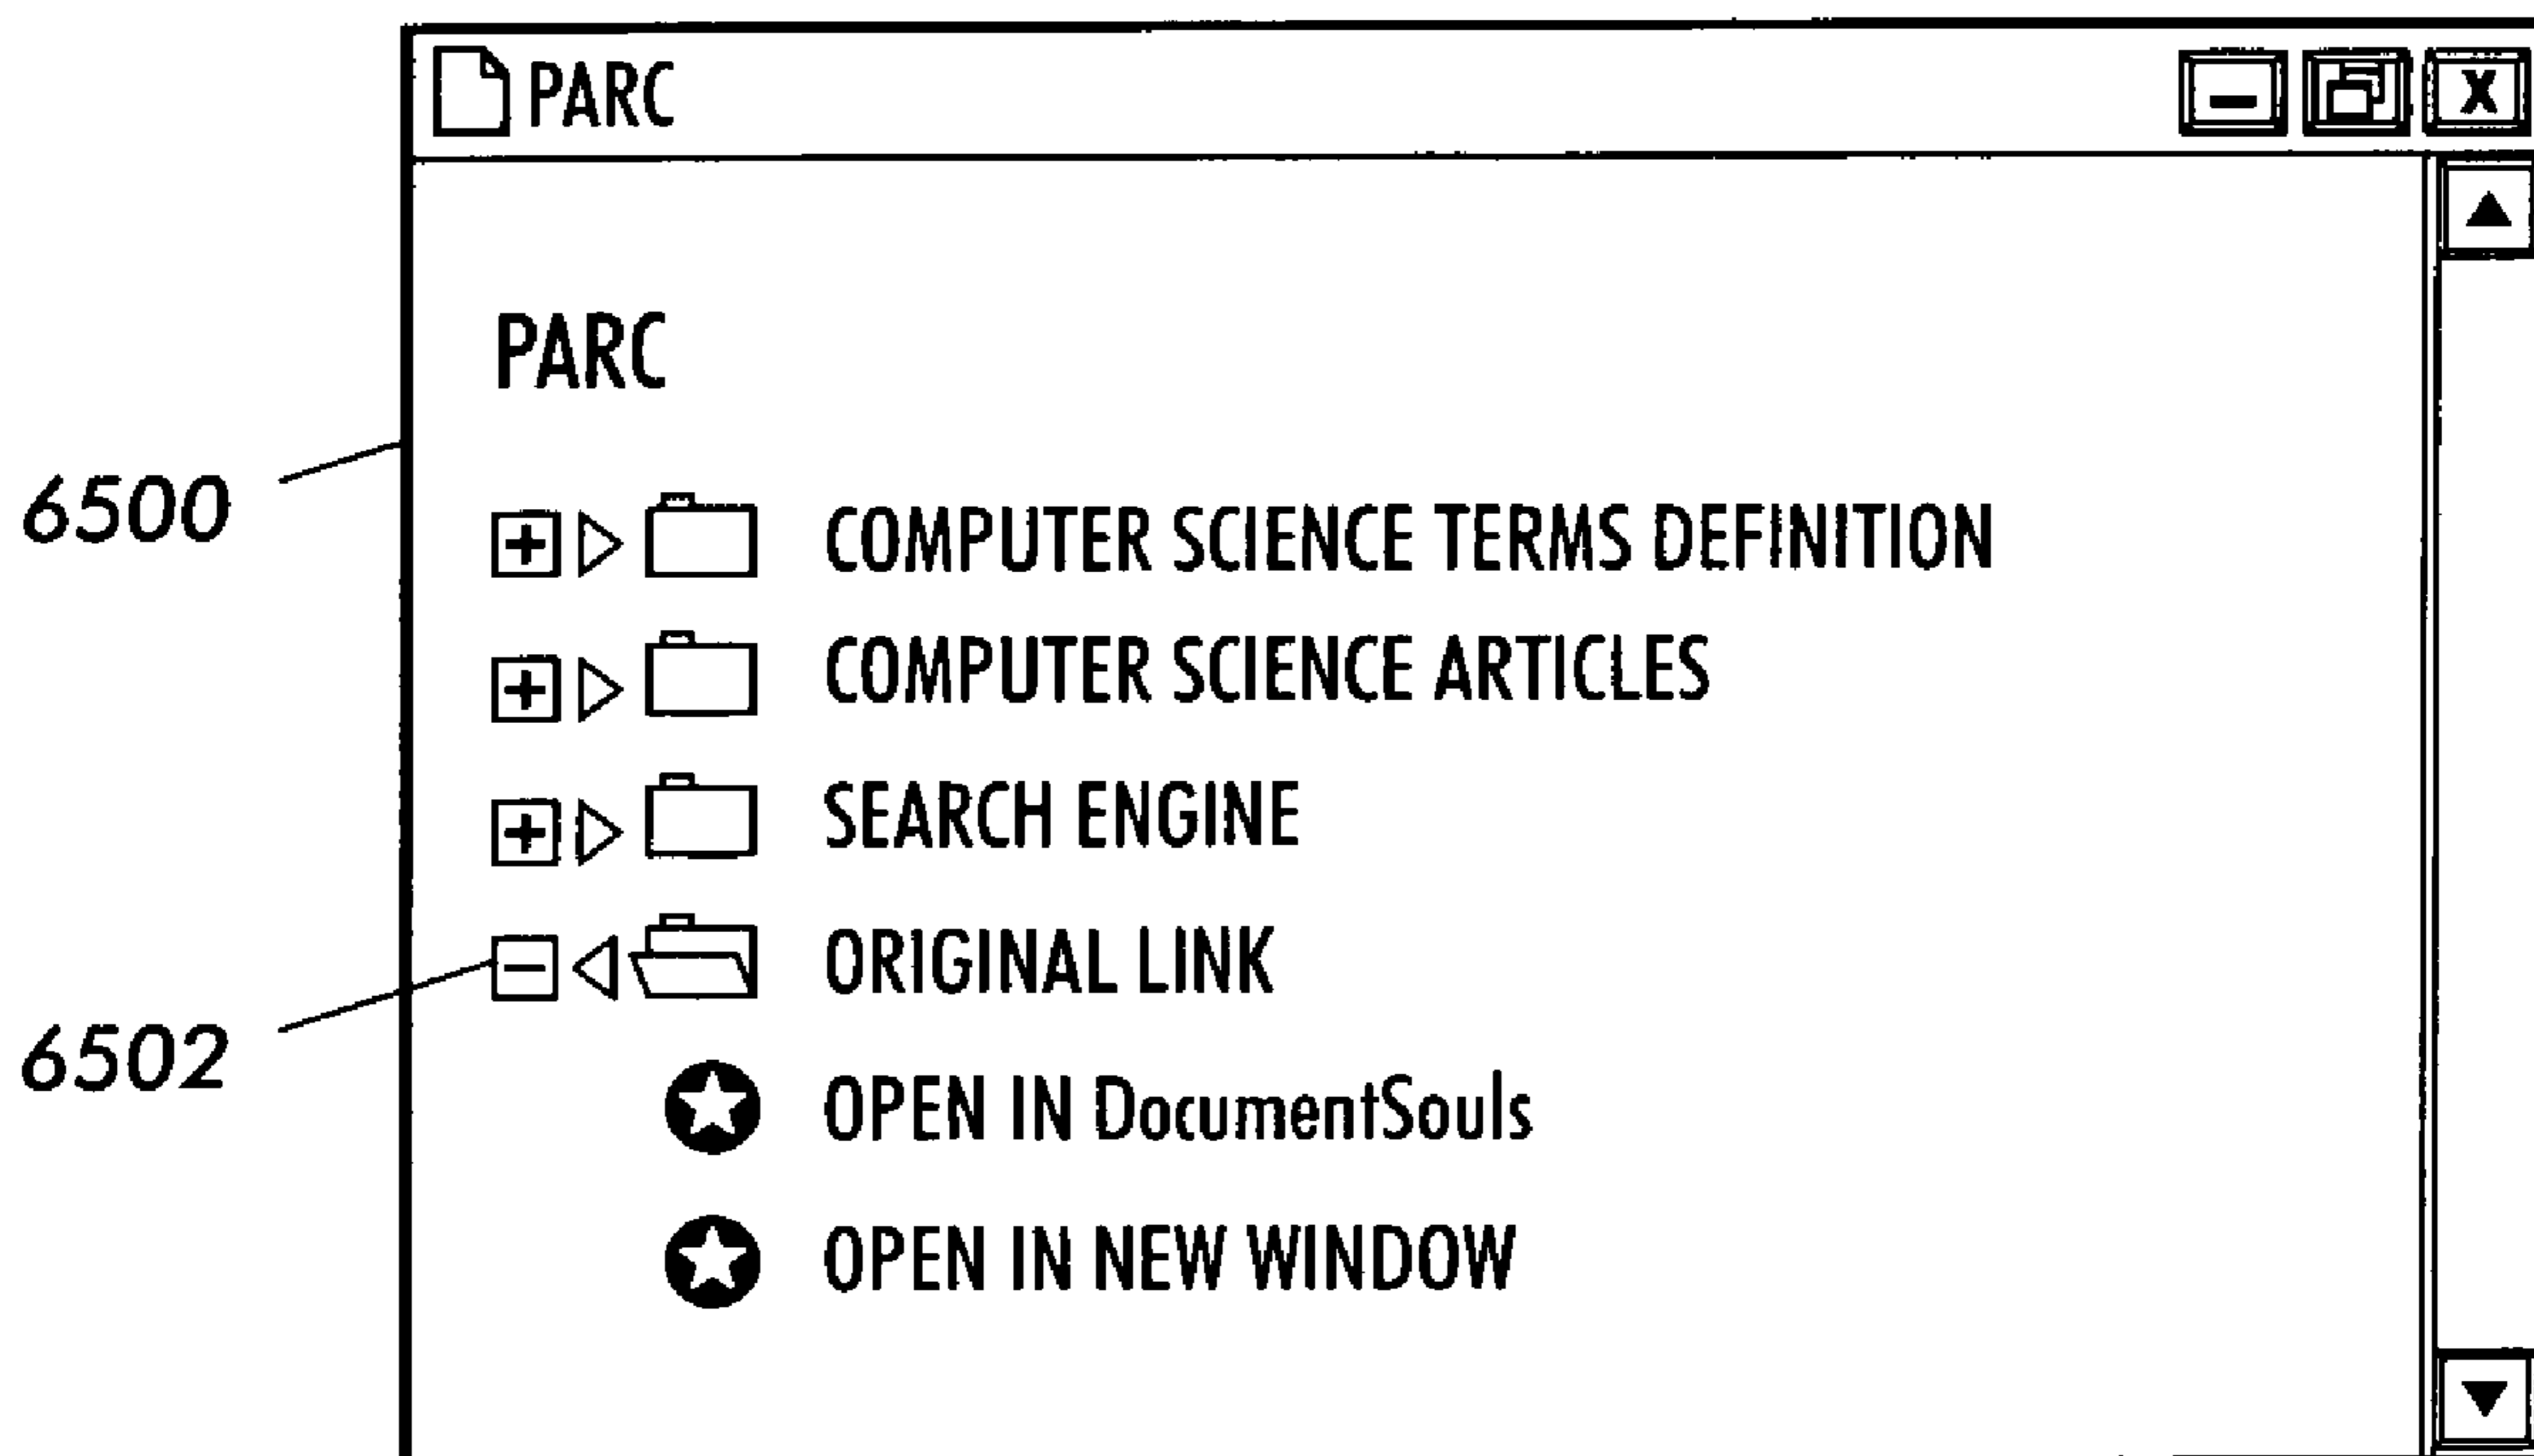 PARC
PARC
6500
COMPUTER SCIENCE TERMS DEFINITION
COMPUTER SCIENCE ARTICLES
SEARCH ENGINE
ORIGINAL LINK
6502
OPEN IN DocumentSouls
OPEN IN NEW WINDOW